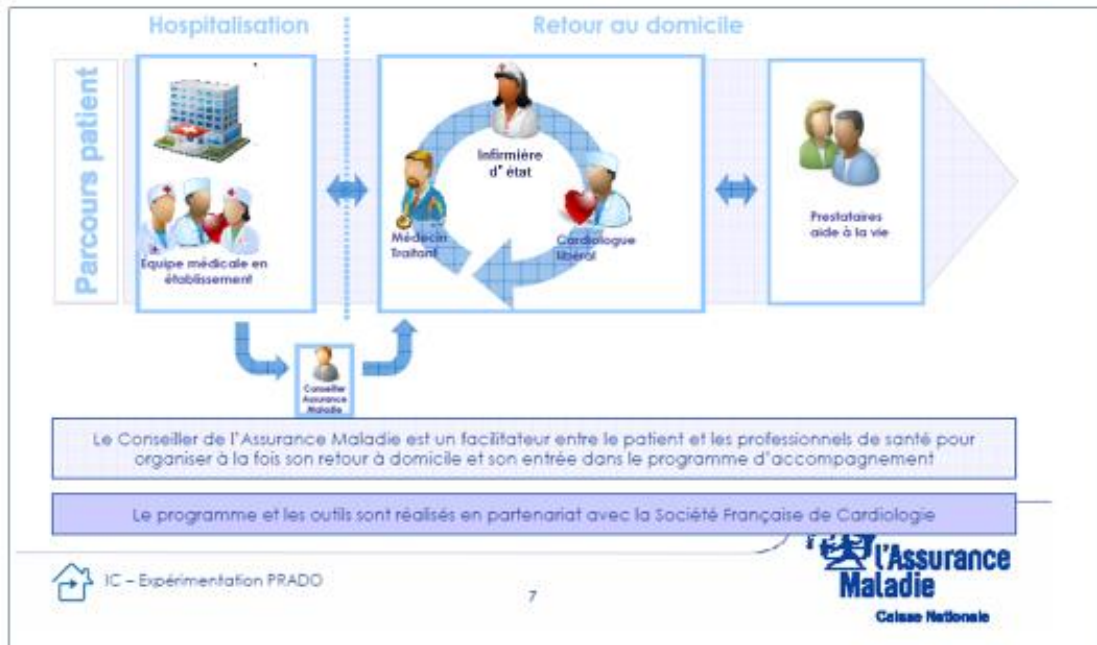 Hospitalisation
Retour au domicile
Parcours patient
Equipe médicale en
établissement
Infirmière
d'état
Médecin
Traitant
Cardiologue
libéral
Prestataires
aide à la vie
Conseiller
Assurance
Maladie
Le Conseiller de l'Assurance Maladie est un facilitateur entre le patient et les professionnels de santé pour
organiser à la fois son retour à domicile et son entrée dans le programme d'accompagnement
Le programme et les outils sont réalisés en partenariat avec la Société Française de Cardiologie
IC – Expérimentation PRADO
7
l'Assurance
Maladie
Caisse Nationale